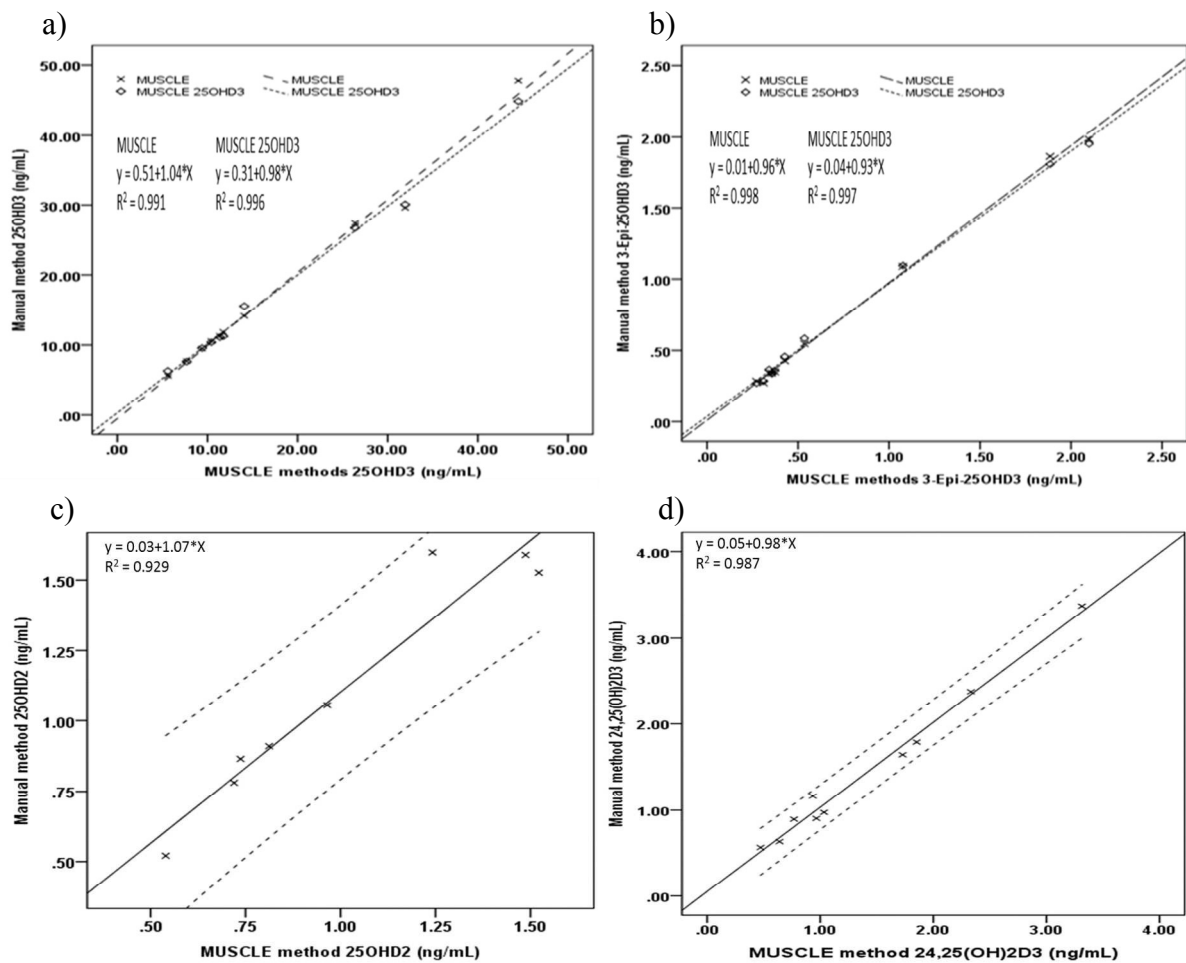 a)
50.00
40.00
30.00
20.00
10.00
.00
Manual method 25OHD3 (ng/mL)
MUSCLE MUSCLE
MUSCLE 25OHD3 MUSCLE 25OHD3
MUSCLE MUSCLE 25OHD3
y = 0.51+1.04*X y = 0.31+0.98*X
R² = 0.991 R² = 0.996
.00 10.00 20.00 30.00 40.00 50.00
MUSCLE methods 25OHD3 (ng/mL)
b)
2.50
2.00
1.50
1.00
.50
.00
Manual method 3-Epi-25OHD3 (ng/mL)
MUSCLE MUSCLE
MUSCLE 25OHD3 MUSCLE 25OHD3
MUSCLE MUSCLE 25OHD3
y = 0.01+0.96*X y = 0.04+0.93*X
R² = 0.998 R² = 0.997
.00 .50 1.00 1.50 2.00 2.50
MUSCLE methods 3-Epi-25OHD3 (ng/mL)
c)
y = 0.03+1.07*X
R² = 0.929
1.50
1.25
1.00
.75
.50
Manual method 25OHD2 (ng/mL)
.50 .75 1.00 1.25 1.50
MUSCLE method 25OHD2 (ng/mL)
d)
y = 0.05+0.98*X
R² = 0.987
4.00
3.00
2.00
1.00
.00
Manual method 24,25(OH)2D3 (ng/mL)
.00 1.00 2.00 3.00 4.00
MUSCLE method 24,25(OH)2D3 (ng/mL)